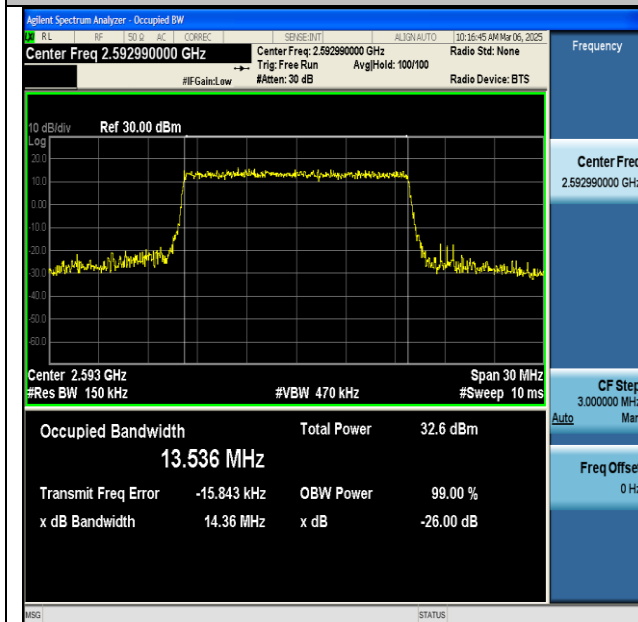 Agilent Spectrum Analyzer - Occupied BW
RL RF 50 Ω AC CORREC SENSE:INT ALIGN AUTO 10:16:45 AM Mar 06, 2025
Center Freq 2.592990000 GHz
Center Freq: 2.592990000 GHz
Radio Std: None
Trig: Free Run Avg|Hold: 100/100
#IFGain:Low
#Atten: 30 dB
Radio Device: BTS
10 dB/div Ref 30.00 dBm
Log
20.0
10.0
0.00
-10.0
-20.0
-30.0
-40.0
-50.0
-60.0
Center 2.593 GHz
Span 30 MHz
#Res BW 150 kHz
#VBW 470 kHz
#Sweep 10 ms
Occupied Bandwidth
Total Power 32.6 dBm
13.536 MHz
Transmit Freq Error -15.843 kHz
OBW Power 99.00 %
x dB Bandwidth 14.36 MHz
x dB -26.00 dB
MSG
STATUS
Frequency
Center Freq
2.592990000 GHz
CF Step
3.000000 MHz
Auto Man
Freq Offset
0 Hz